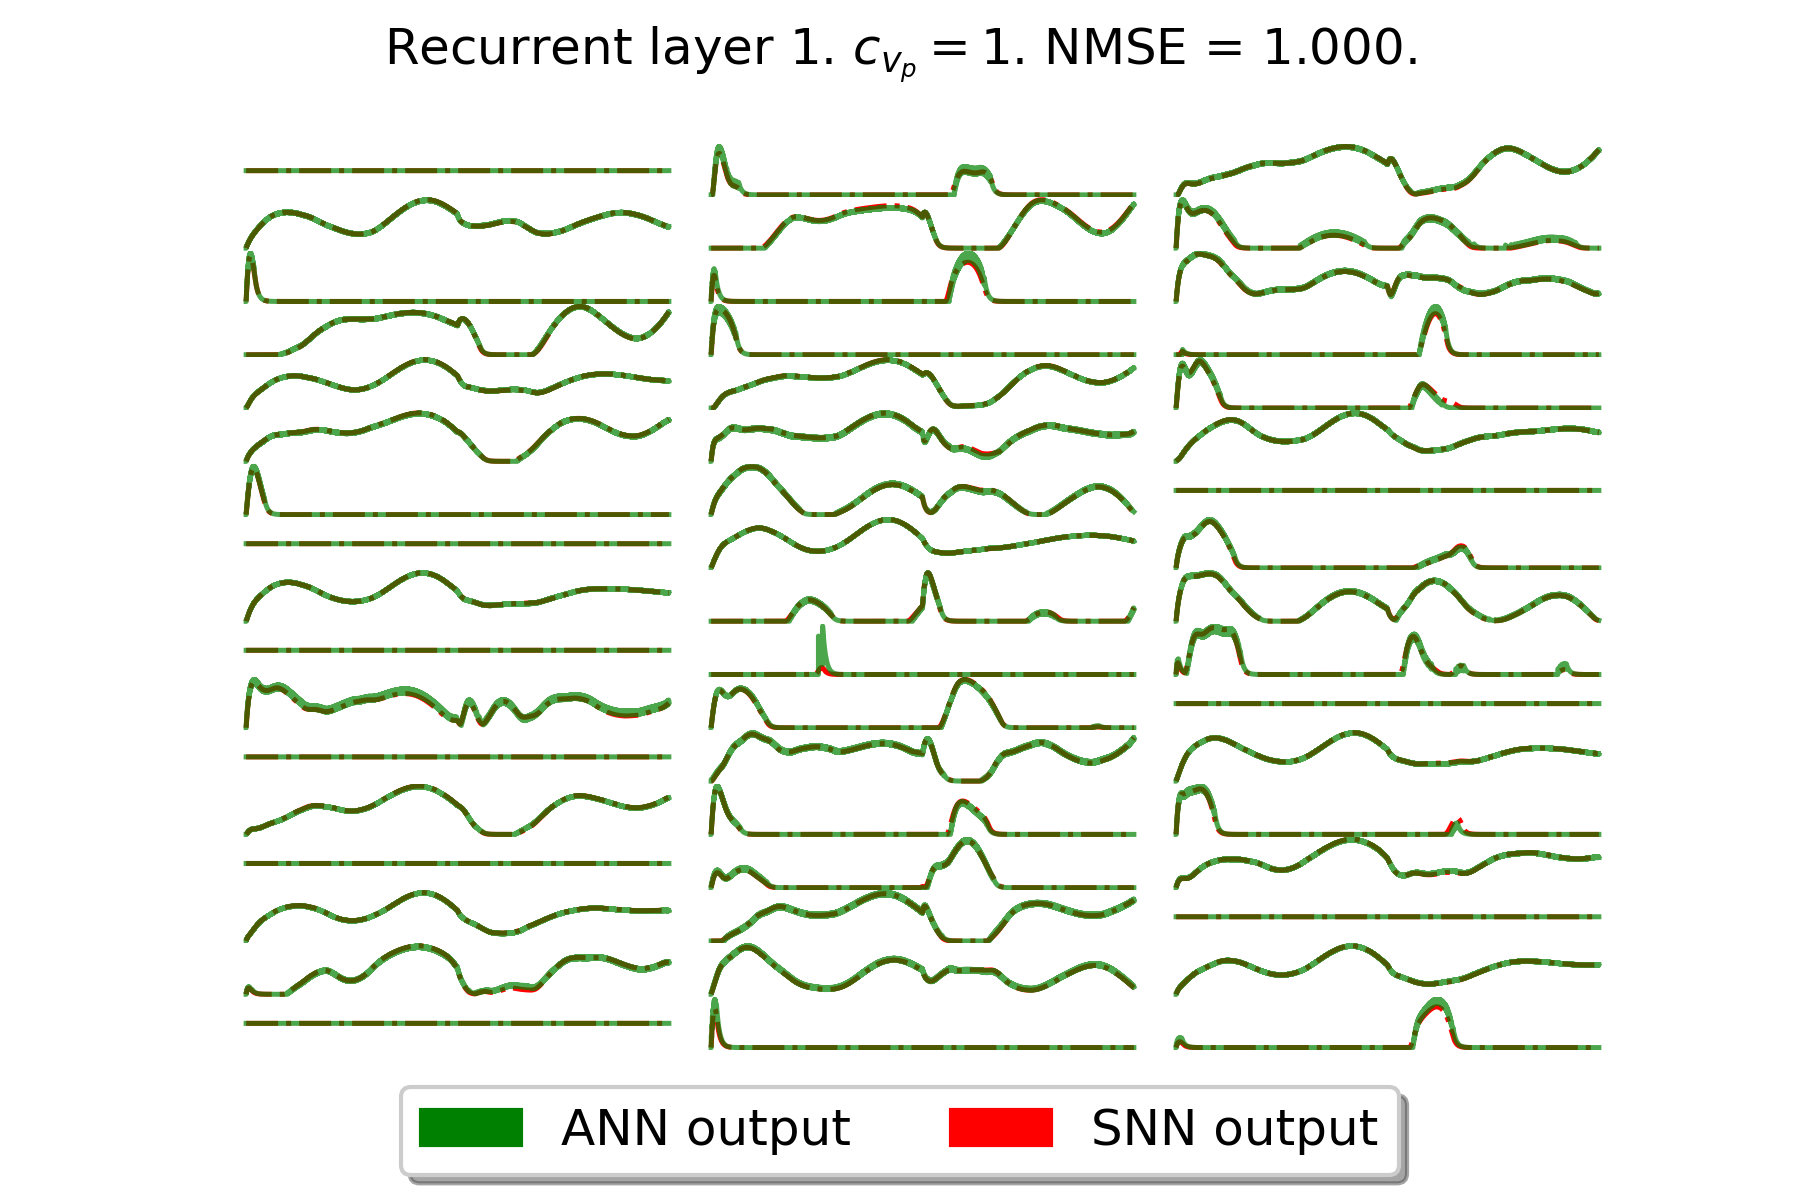 Recurrent layer 1. $c_{v_p} = 1$. NMSE = 1.000.
ANN output
SNN output